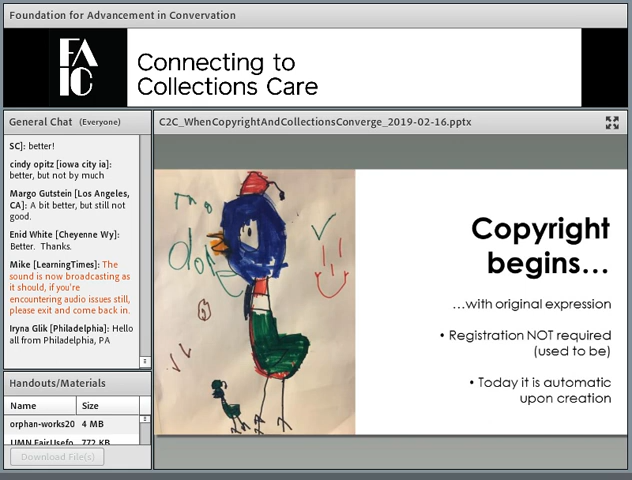 Foundation for Advancement in Convervation
FA
IC
Connecting to
Collections Care
General Chat (Everyone)
SC]: better!
cindy opitz [iowa city ia]:
better, but not by much
Margo Gutstein [Los Angeles,
CA]: A bit better, but still not
good.
Enid White [Cheyenne Wy]:
Better. Thanks.
Mike [LearningTimes]: The
sound is now broadcasting as
it should, if you're
encountering audio issues still,
please exit and come back in.
Iryna Glik [Philadelphia]: Hello
all from Philadelphia, PA
Handouts/Materials
Name Size
orphan-works20 4 MB
UMN FairUsefo 772 KB
Download File(s)
C2C_WhenCopyrightAndCollectionsConverge_2019-02-16.pptx
Copyright
begins...
...with original expression
• Registration NOT required
(used to be)
• Today it is automatic
upon creation